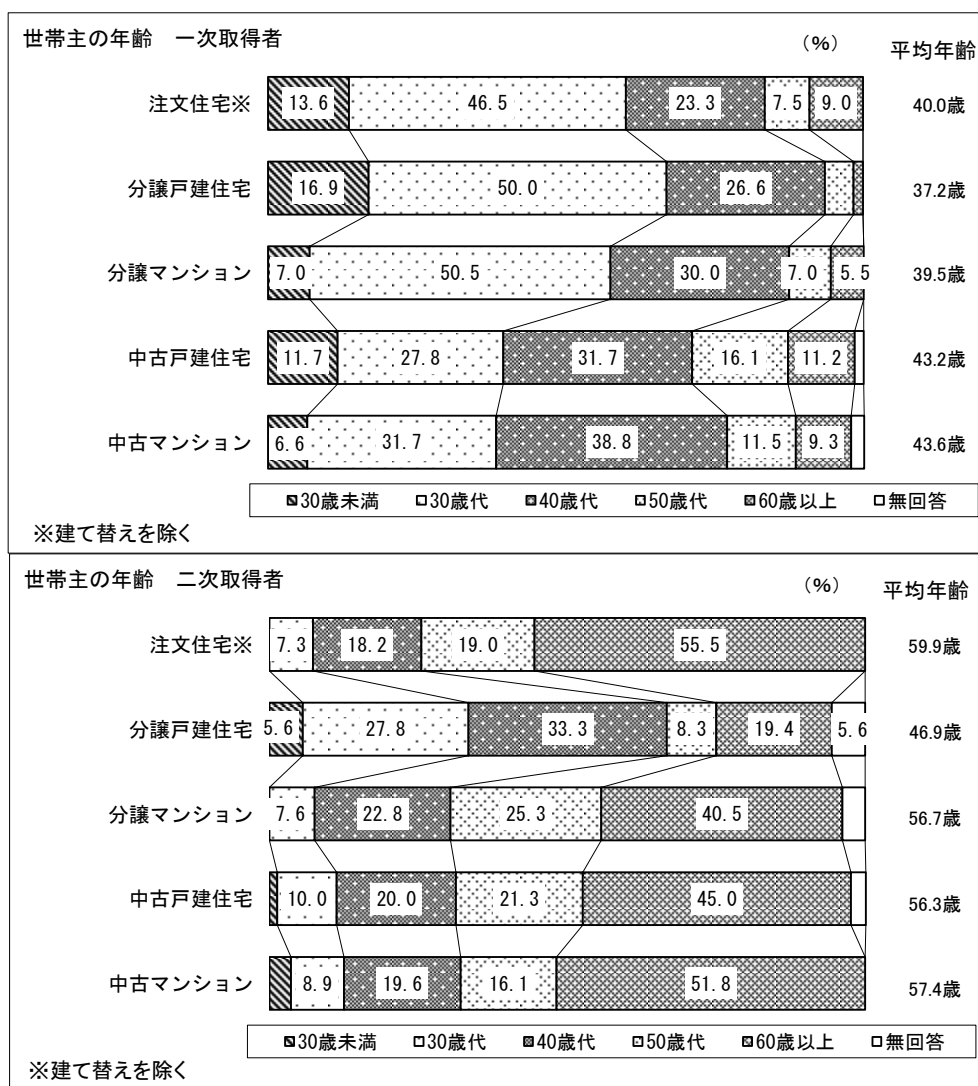 世帯主の年齢　一次取得者
（％）
平均年齢
注文住宅※ 13.6 46.5 23.3 7.5 9.0 40.0歳
分譲戸建住宅 16.9 50.0 26.6 37.2歳
分譲マンション 7.0 50.5 30.0 7.0 5.5 39.5歳
中古戸建住宅 11.7 27.8 31.7 16.1 11.2 43.2歳
中古マンション 6.6 31.7 38.8 11.5 9.3 43.6歳
30歳未満 30歳代 40歳代 50歳代 60歳以上 無回答
※建て替えを除く
世帯主の年齢　二次取得者
（％）
平均年齢
注文住宅※ 7.3 18.2 19.0 55.5 59.9歳
分譲戸建住宅 5.6 27.8 33.3 8.3 19.4 5.6 46.9歳
分譲マンション 7.6 22.8 25.3 40.5 56.7歳
中古戸建住宅 10.0 20.0 21.3 45.0 56.3歳
中古マンション 8.9 19.6 16.1 51.8 57.4歳
30歳未満 30歳代 40歳代 50歳代 60歳以上 無回答
※建て替えを除く